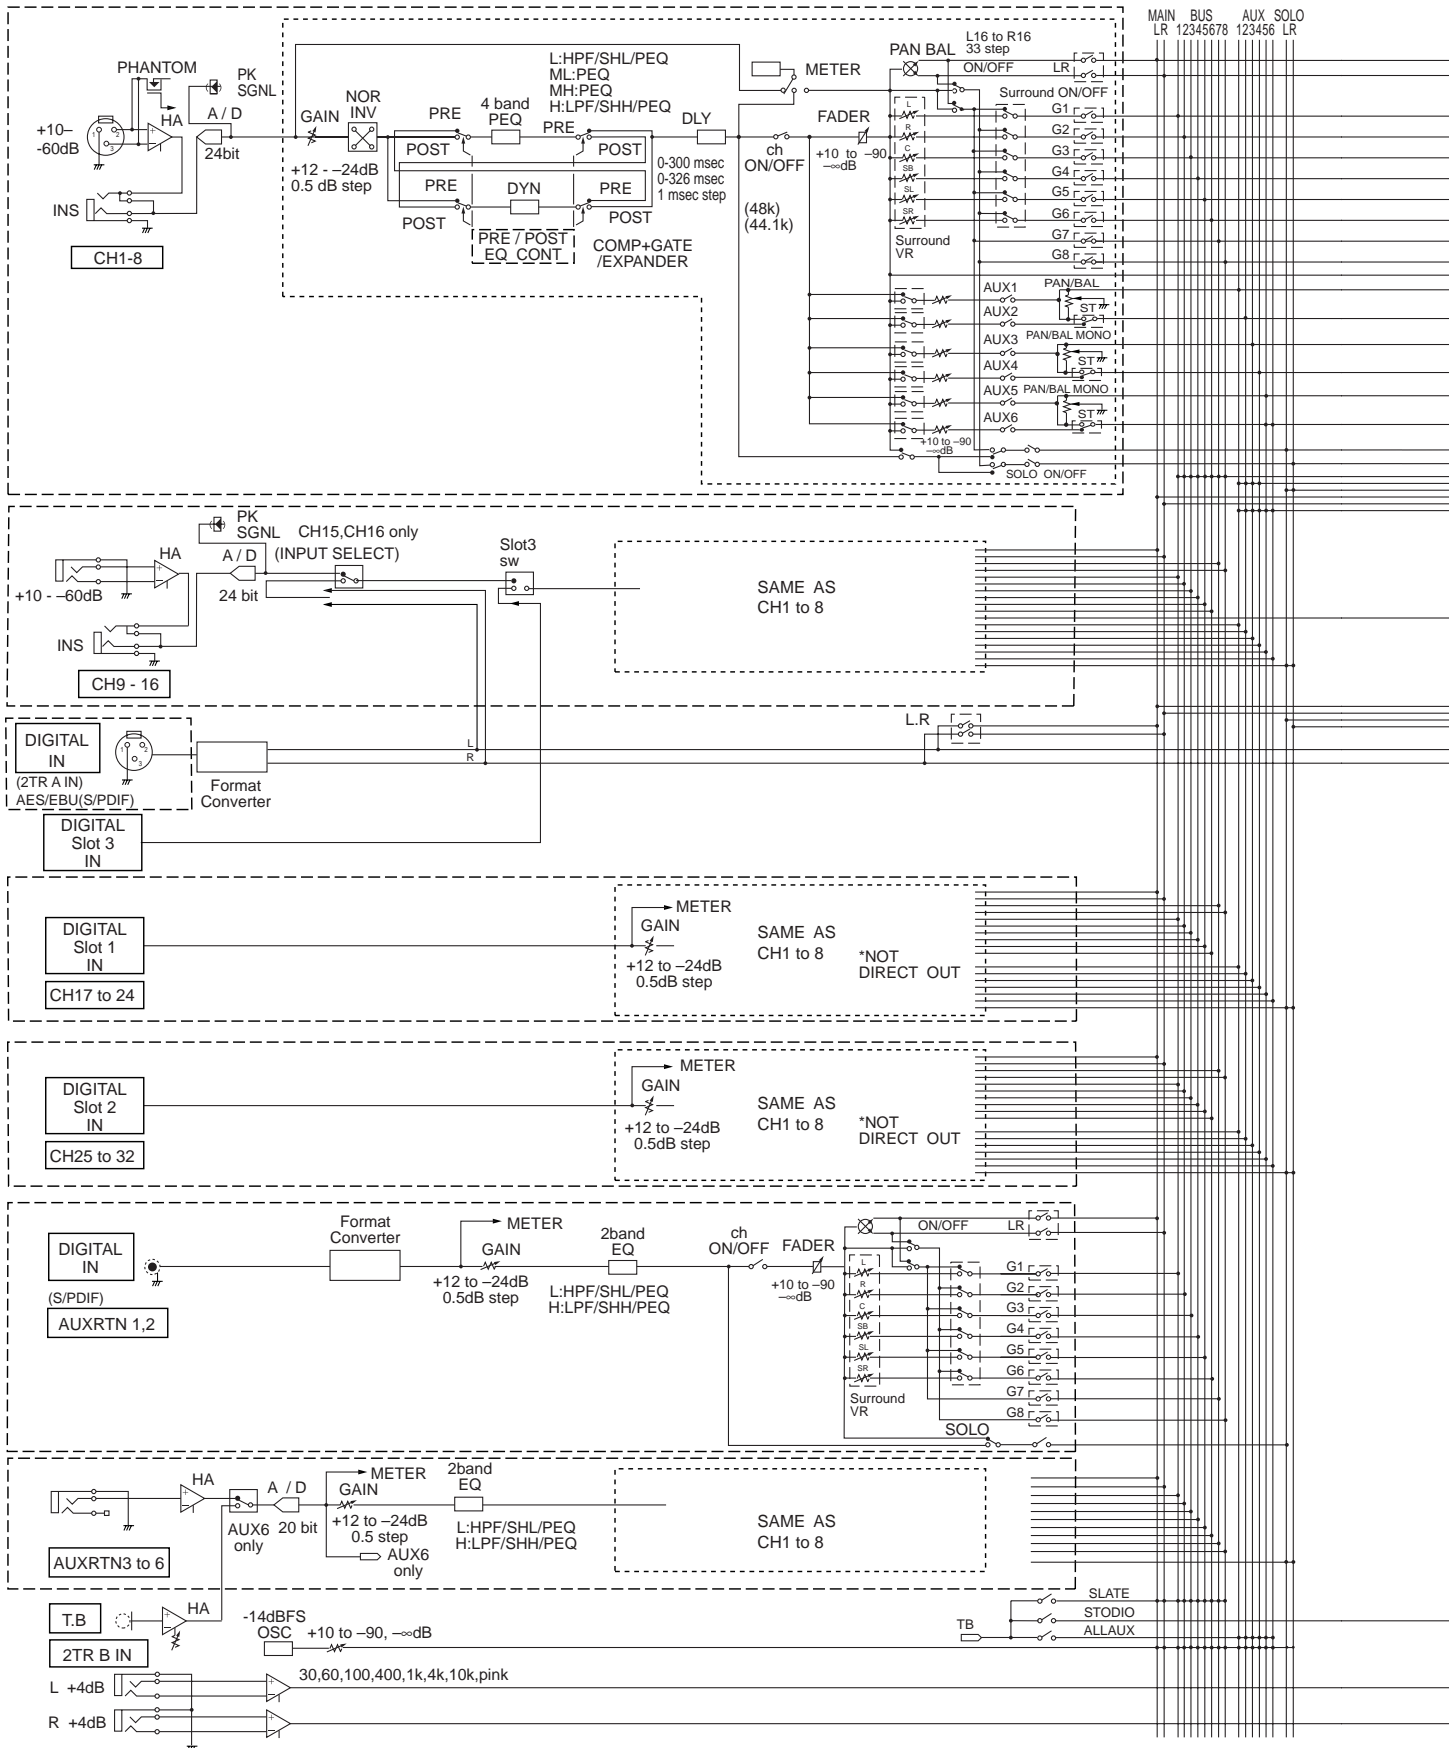 MAIN BUS AUX SOLO
LR 12345678 123456 LR
PHANTOM
PK
SGNL
HA
A / D
24bit
+10–
-60dB
1 2
3
INS
CH1-8
GAIN
NOR
INV
+12 - –24dB
0.5 dB step
PRE
POST
4 band
PEQ
PRE
POST
L:HPF/SHL/PEQ
ML:PEQ
MH:PEQ
H:LPF/SHH/PEQ
PRE
POST
DYN
PRE
POST
PRE / POST
EQ CONT
COMP+GATE
/EXPANDER
DLY
0-300 msec
0-326 msec
1 msec step
(48k)
(44.1k)
METER
ch
ON/OFF
FADER
+10 to –90
–∞dB
PAN BAL
L16 to R16
33 step
ON/OFF
LR
Surround ON/OFF
L
R
C
SB
SL
SR
Surround
VR
G1
G2
G3
G4
G5
G6
G7
G8
AUX1
PAN/BAL
ST
AUX2
AUX3
PAN/BAL MONO
ST
AUX4
AUX5
PAN/BAL MONO
ST
AUX6
+10 to –90
–∞dB
SOLO ON/OFF
PK
SGNL
CH15,CH16 only
(INPUT SELECT)
HA
A / D
24 bit
+10 - –60dB
INS
CH9 - 16
Slot3
sw
SAME AS
CH1 to 8
DIGITAL
IN
1 2
3
(2TR A IN)
AES/EBU(S/PDIF)
Format
Converter
L
R
L.R
DIGITAL
Slot 3
IN
DIGITAL
Slot 1
IN
CH17 to 24
METER
GAIN
+12 to –24dB
0.5dB step
SAME AS
CH1 to 8
*NOT
DIRECT OUT
DIGITAL
Slot 2
IN
CH25 to 32
METER
GAIN
+12 to –24dB
0.5dB step
SAME AS
CH1 to 8
*NOT
DIRECT OUT
DIGITAL
IN
(S/PDIF)
AUXRTN 1,2
Format
Converter
METER
GAIN
+12 to –24dB
0.5dB step
2band
EQ
L:HPF/SHL/PEQ
H:LPF/SHH/PEQ
ch
ON/OFF
FADER
+10 to –90
–∞dB
ON/OFF
LR
L
R
C
SB
SL
SR
Surround
VR
G1
G2
G3
G4
G5
G6
G7
G8
SOLO
HA
AUX6
only
A / D
20 bit
METER
GAIN
+12 to –24dB
0.5 step
AUX6
only
2band
EQ
L:HPF/SHL/PEQ
H:LPF/SHH/PEQ
SAME AS
CH1 to 8
AUXRTN3 to 6
T.B
HA
-14dBFS
OSC
+10 to –90, –∞dB
TB
SLATE
STODIO
ALLAUX
2TR B IN
30,60,100,400,1k,4k,10k,pink
L +4dB
R +4dB